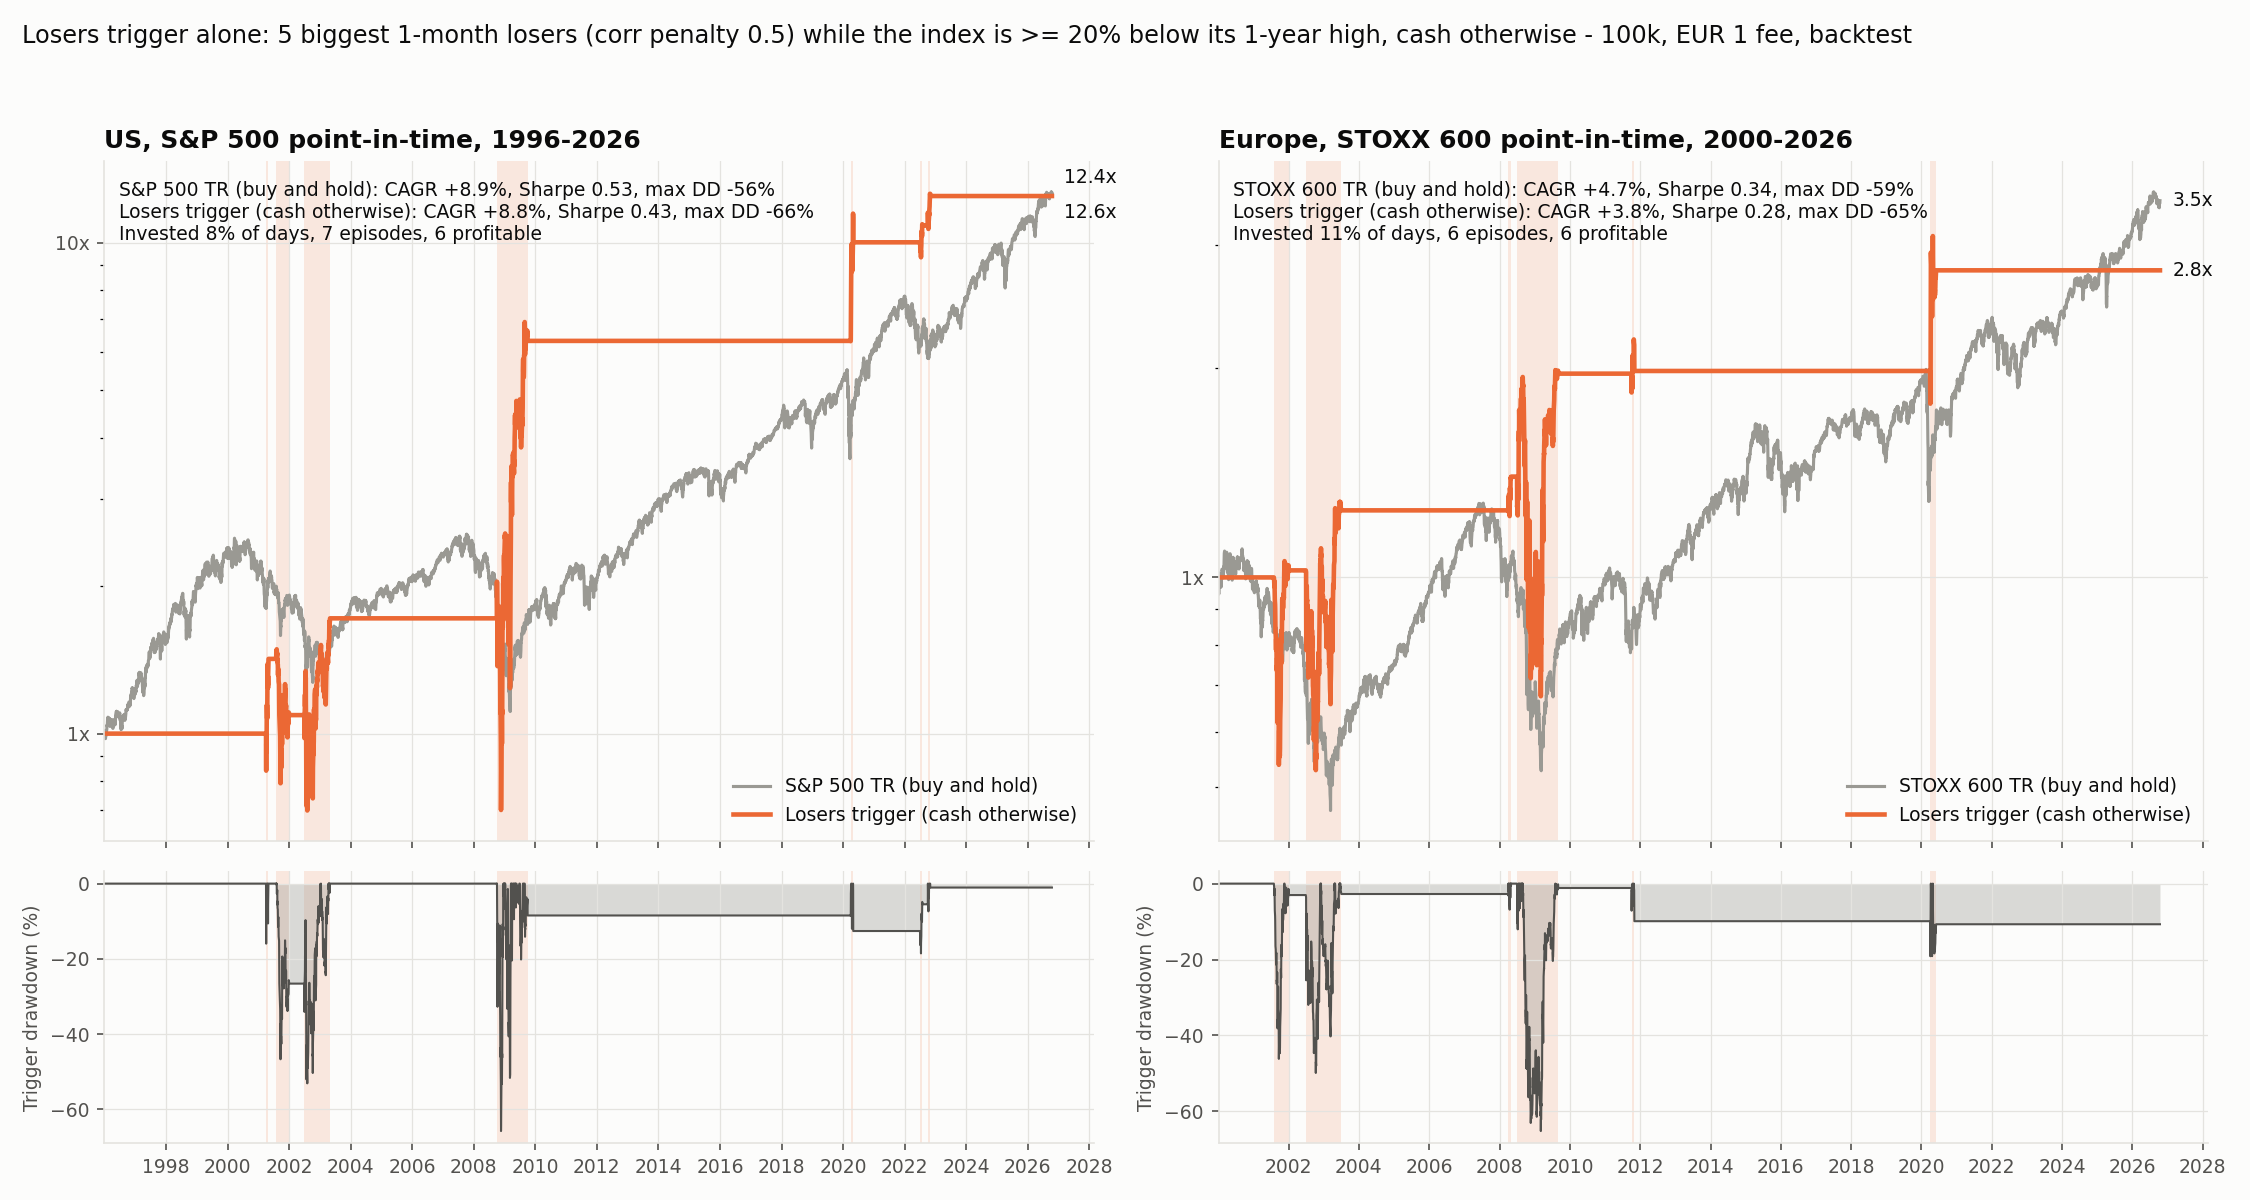 Losers trigger alone: 5 biggest 1-month losers (corr penalty 0.5) while the index is >= 20% below its 1-year high, cash otherwise - 100k, EUR 1 fee, backtest
US, S&P 500 point-in-time, 1996-2026
S&P 500 TR (buy and hold): CAGR +8.9%, Sharpe 0.53, max DD -56%
Losers trigger (cash otherwise): CAGR +8.8%, Sharpe 0.43, max DD -66%
Invested 8% of days, 7 episodes, 6 profitable
12.4x
12.6x
10x
1x
S&P 500 TR (buy and hold)
Losers trigger (cash otherwise)
Trigger drawdown (%)
0
−20
−40
−60
1998 2000 2002 2004 2006 2008 2010 2012 2014 2016 2018 2020 2022 2024 2026 2028
Europe, STOXX 600 point-in-time, 2000-2026
STOXX 600 TR (buy and hold): CAGR +4.7%, Sharpe 0.34, max DD -59%
Losers trigger (cash otherwise): CAGR +3.8%, Sharpe 0.28, max DD -65%
Invested 11% of days, 6 episodes, 6 profitable
3.5x
2.8x
1x
STOXX 600 TR (buy and hold)
Losers trigger (cash otherwise)
Trigger drawdown (%)
0
−20
−40
−60
2002 2004 2006 2008 2010 2012 2014 2016 2018 2020 2022 2024 2026 2028